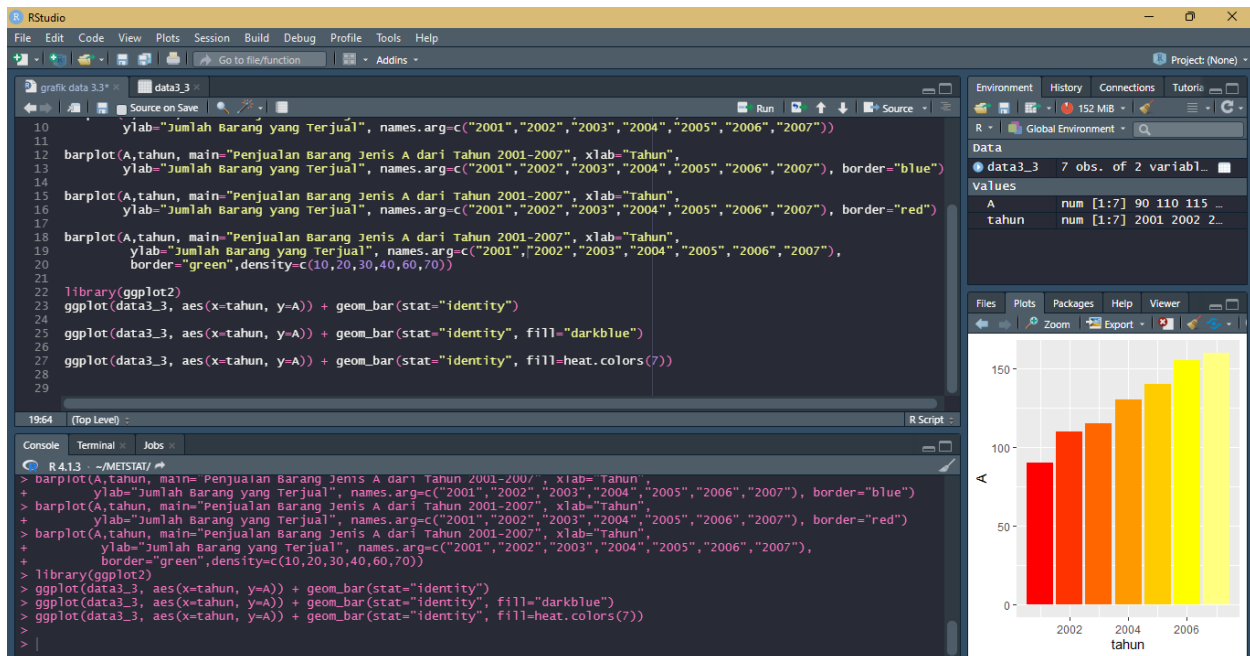 RStudio
File Edit Code View Plots Session Build Debug Profile Tools Help
Go to file/function Addins Project: (None)
grafik data 3.3* data3_3
Source on Save Run Source
10 ylab="Jumlah Barang yang Terjual", names.arg=c("2001","2002","2003","2004","2005","2006","2007"))
11
12 barplot(A,tahun, main="Penjualan Barang Jenis A dari Tahun 2001-2007", xlab="Tahun",
13 ylab="Jumlah Barang yang Terjual", names.arg=c("2001","2002","2003","2004","2005","2006","2007"), border="blue")
14
15 barplot(A,tahun, main="Penjualan Barang Jenis A dari Tahun 2001-2007", xlab="Tahun",
16 ylab="Jumlah Barang yang Terjual", names.arg=c("2001","2002","2003","2004","2005","2006","2007"), border="red")
17
18 barplot(A,tahun, main="Penjualan Barang Jenis A dari Tahun 2001-2007", xlab="Tahun",
19 ylab="Jumlah Barang yang Terjual", names.arg=c("2001","2002","2003","2004","2005","2006","2007"),
20 border="green",density=c(10,20,30,40,60,70))
21
22 library(ggplot2)
23 ggplot(data3_3, aes(x=tahun, y=A)) + geom_bar(stat="identity")
24
25 ggplot(data3_3, aes(x=tahun, y=A)) + geom_bar(stat="identity", fill="darkblue")
26
27 ggplot(data3_3, aes(x=tahun, y=A)) + geom_bar(stat="identity", fill=heat.colors(7))
28
29
19:64 (Top Level) R Script
Console Terminal Jobs
R 4.1.3 · ~/METSTAT/
> barplot(A,tahun, main="Penjualan Barang Jenis A dari Tahun 2001-2007", xlab="Tahun",
+ ylab="Jumlah Barang yang Terjual", names.arg=c("2001","2002","2003","2004","2005","2006","2007"), border="blue")
> barplot(A,tahun, main="Penjualan Barang Jenis A dari Tahun 2001-2007", xlab="Tahun",
+ ylab="Jumlah Barang yang Terjual", names.arg=c("2001","2002","2003","2004","2005","2006","2007"), border="red")
> barplot(A,tahun, main="Penjualan Barang Jenis A dari Tahun 2001-2007", xlab="Tahun",
+ ylab="Jumlah Barang yang Terjual", names.arg=c("2001","2002","2003","2004","2005","2006","2007"),
+ border="green",density=c(10,20,30,40,60,70))
> library(ggplot2)
> ggplot(data3_3, aes(x=tahun, y=A)) + geom_bar(stat="identity")
> ggplot(data3_3, aes(x=tahun, y=A)) + geom_bar(stat="identity", fill="darkblue")
> ggplot(data3_3, aes(x=tahun, y=A)) + geom_bar(stat="identity", fill=heat.colors(7))
>
>
Environment History Connections Tutoria
152 MiB
R Global Environment
Data
data3_3 7 obs. of 2 variabl…
Values
A num [1:7] 90 110 115 …
tahun num [1:7] 2001 2002 2…
Files Plots Packages Help Viewer
Zoom Export
150
100
50
0
A
2002 2004 2006
tahun